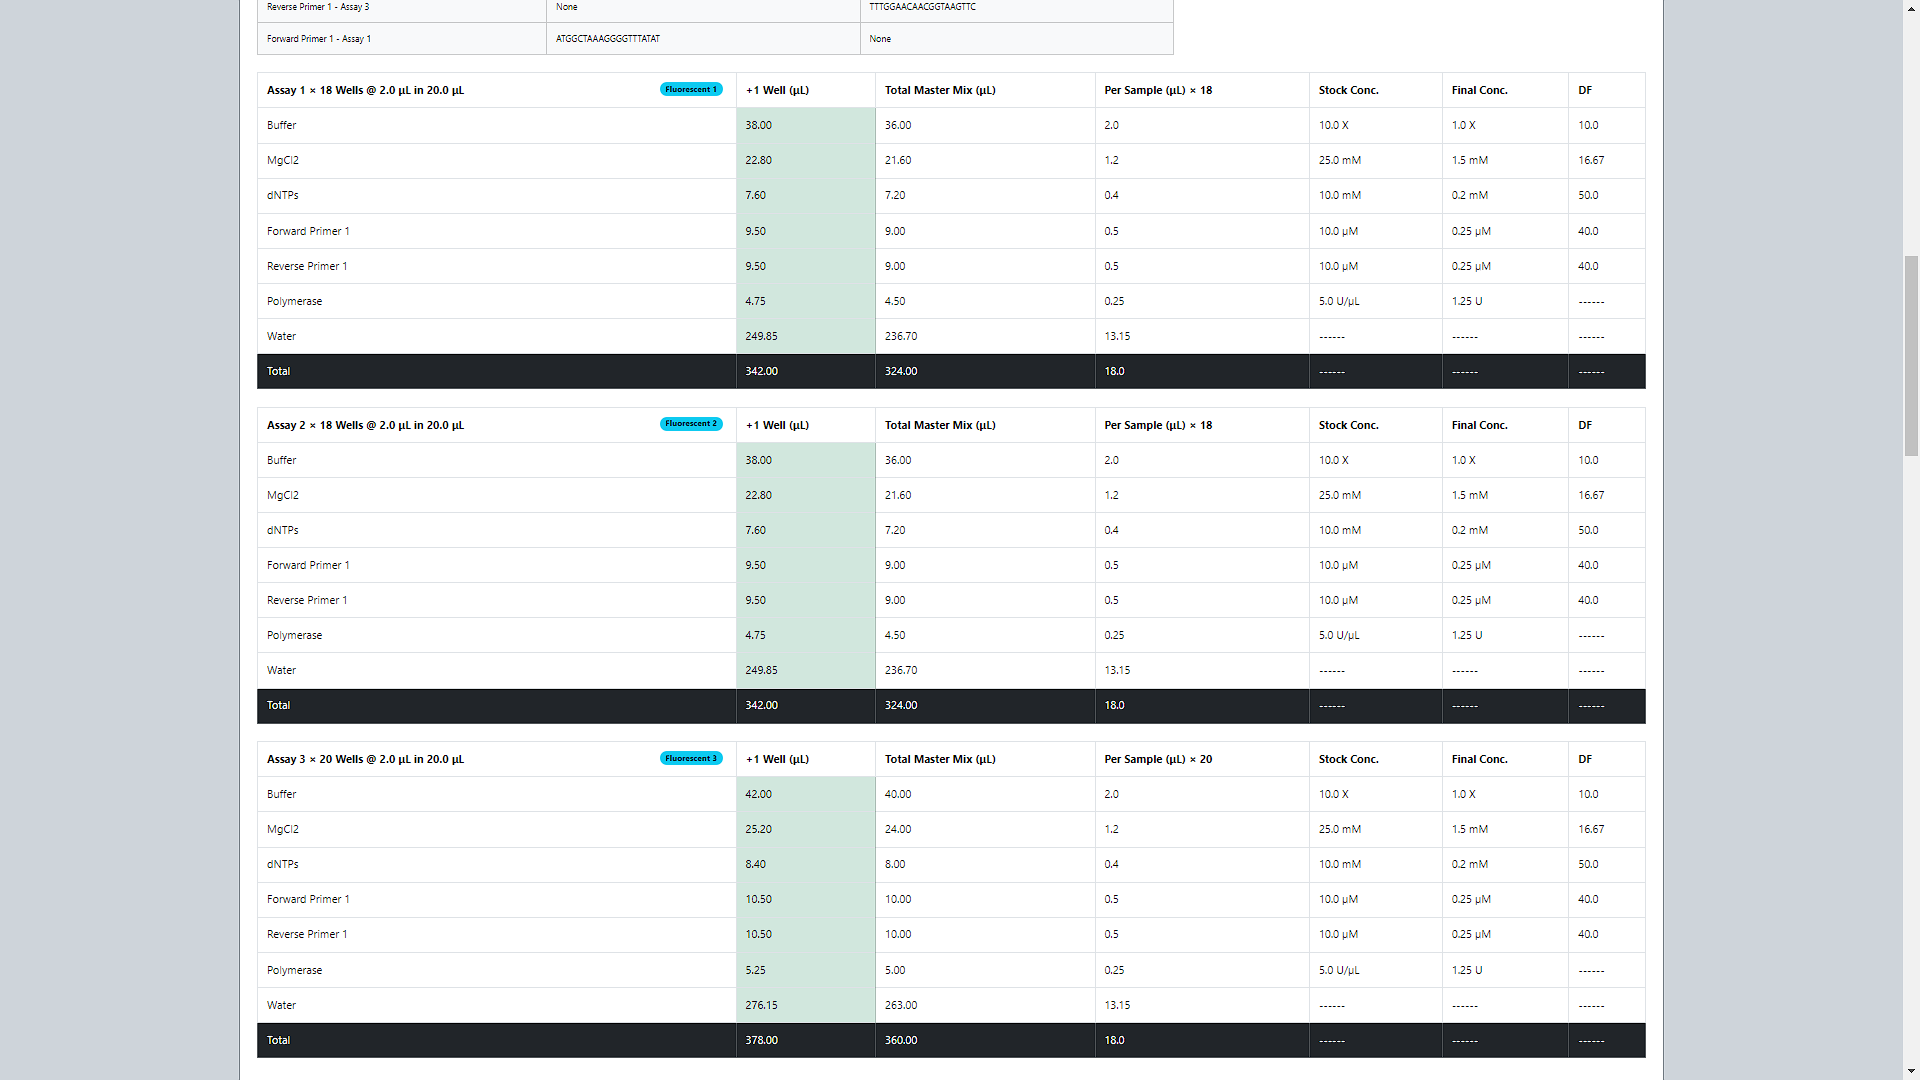 Reverse Primer 1 - Assay 3 None TTTGGAACAACGGTAAGTTC
Forward Primer 1 - Assay 1 ATGGCTAAAGGGGTTTATAT None
Assay 1 × 18 Wells @ 2.0 µL in 20.0 µL Fluorescent 1 +1 Well (µL) Total Master Mix (µL) Per Sample (µL) × 18 Stock Conc. Final Conc. DF
Buffer 38.00 36.00 2.0 10.0 X 1.0 X 10.0
MgCl2 22.80 21.60 1.2 25.0 mM 1.5 mM 16.67
dNTPs 7.60 7.20 0.4 10.0 mM 0.2 mM 50.0
Forward Primer 1 9.50 9.00 0.5 10.0 µM 0.25 µM 40.0
Reverse Primer 1 9.50 9.00 0.5 10.0 µM 0.25 µM 40.0
Polymerase 4.75 4.50 0.25 5.0 U/µL 1.25 U ------
Water 249.85 236.70 13.15 ------ ------ ------
Total 342.00 324.00 18.0 ------ ------ ------
Assay 2 × 18 Wells @ 2.0 µL in 20.0 µL Fluorescent 2 +1 Well (µL) Total Master Mix (µL) Per Sample (µL) × 18 Stock Conc. Final Conc. DF
Buffer 38.00 36.00 2.0 10.0 X 1.0 X 10.0
MgCl2 22.80 21.60 1.2 25.0 mM 1.5 mM 16.67
dNTPs 7.60 7.20 0.4 10.0 mM 0.2 mM 50.0
Forward Primer 1 9.50 9.00 0.5 10.0 µM 0.25 µM 40.0
Reverse Primer 1 9.50 9.00 0.5 10.0 µM 0.25 µM 40.0
Polymerase 4.75 4.50 0.25 5.0 U/µL 1.25 U ------
Water 249.85 236.70 13.15 ------ ------ ------
Total 342.00 324.00 18.0 ------ ------ ------
Assay 3 × 20 Wells @ 2.0 µL in 20.0 µL Fluorescent 3 +1 Well (µL) Total Master Mix (µL) Per Sample (µL) × 20 Stock Conc. Final Conc. DF
Buffer 42.00 40.00 2.0 10.0 X 1.0 X 10.0
MgCl2 25.20 24.00 1.2 25.0 mM 1.5 mM 16.67
dNTPs 8.40 8.00 0.4 10.0 mM 0.2 mM 50.0
Forward Primer 1 10.50 10.00 0.5 10.0 µM 0.25 µM 40.0
Reverse Primer 1 10.50 10.00 0.5 10.0 µM 0.25 µM 40.0
Polymerase 5.25 5.00 0.25 5.0 U/µL 1.25 U ------
Water 276.15 263.00 13.15 ------ ------ ------
Total 378.00 360.00 18.0 ------ ------ ------